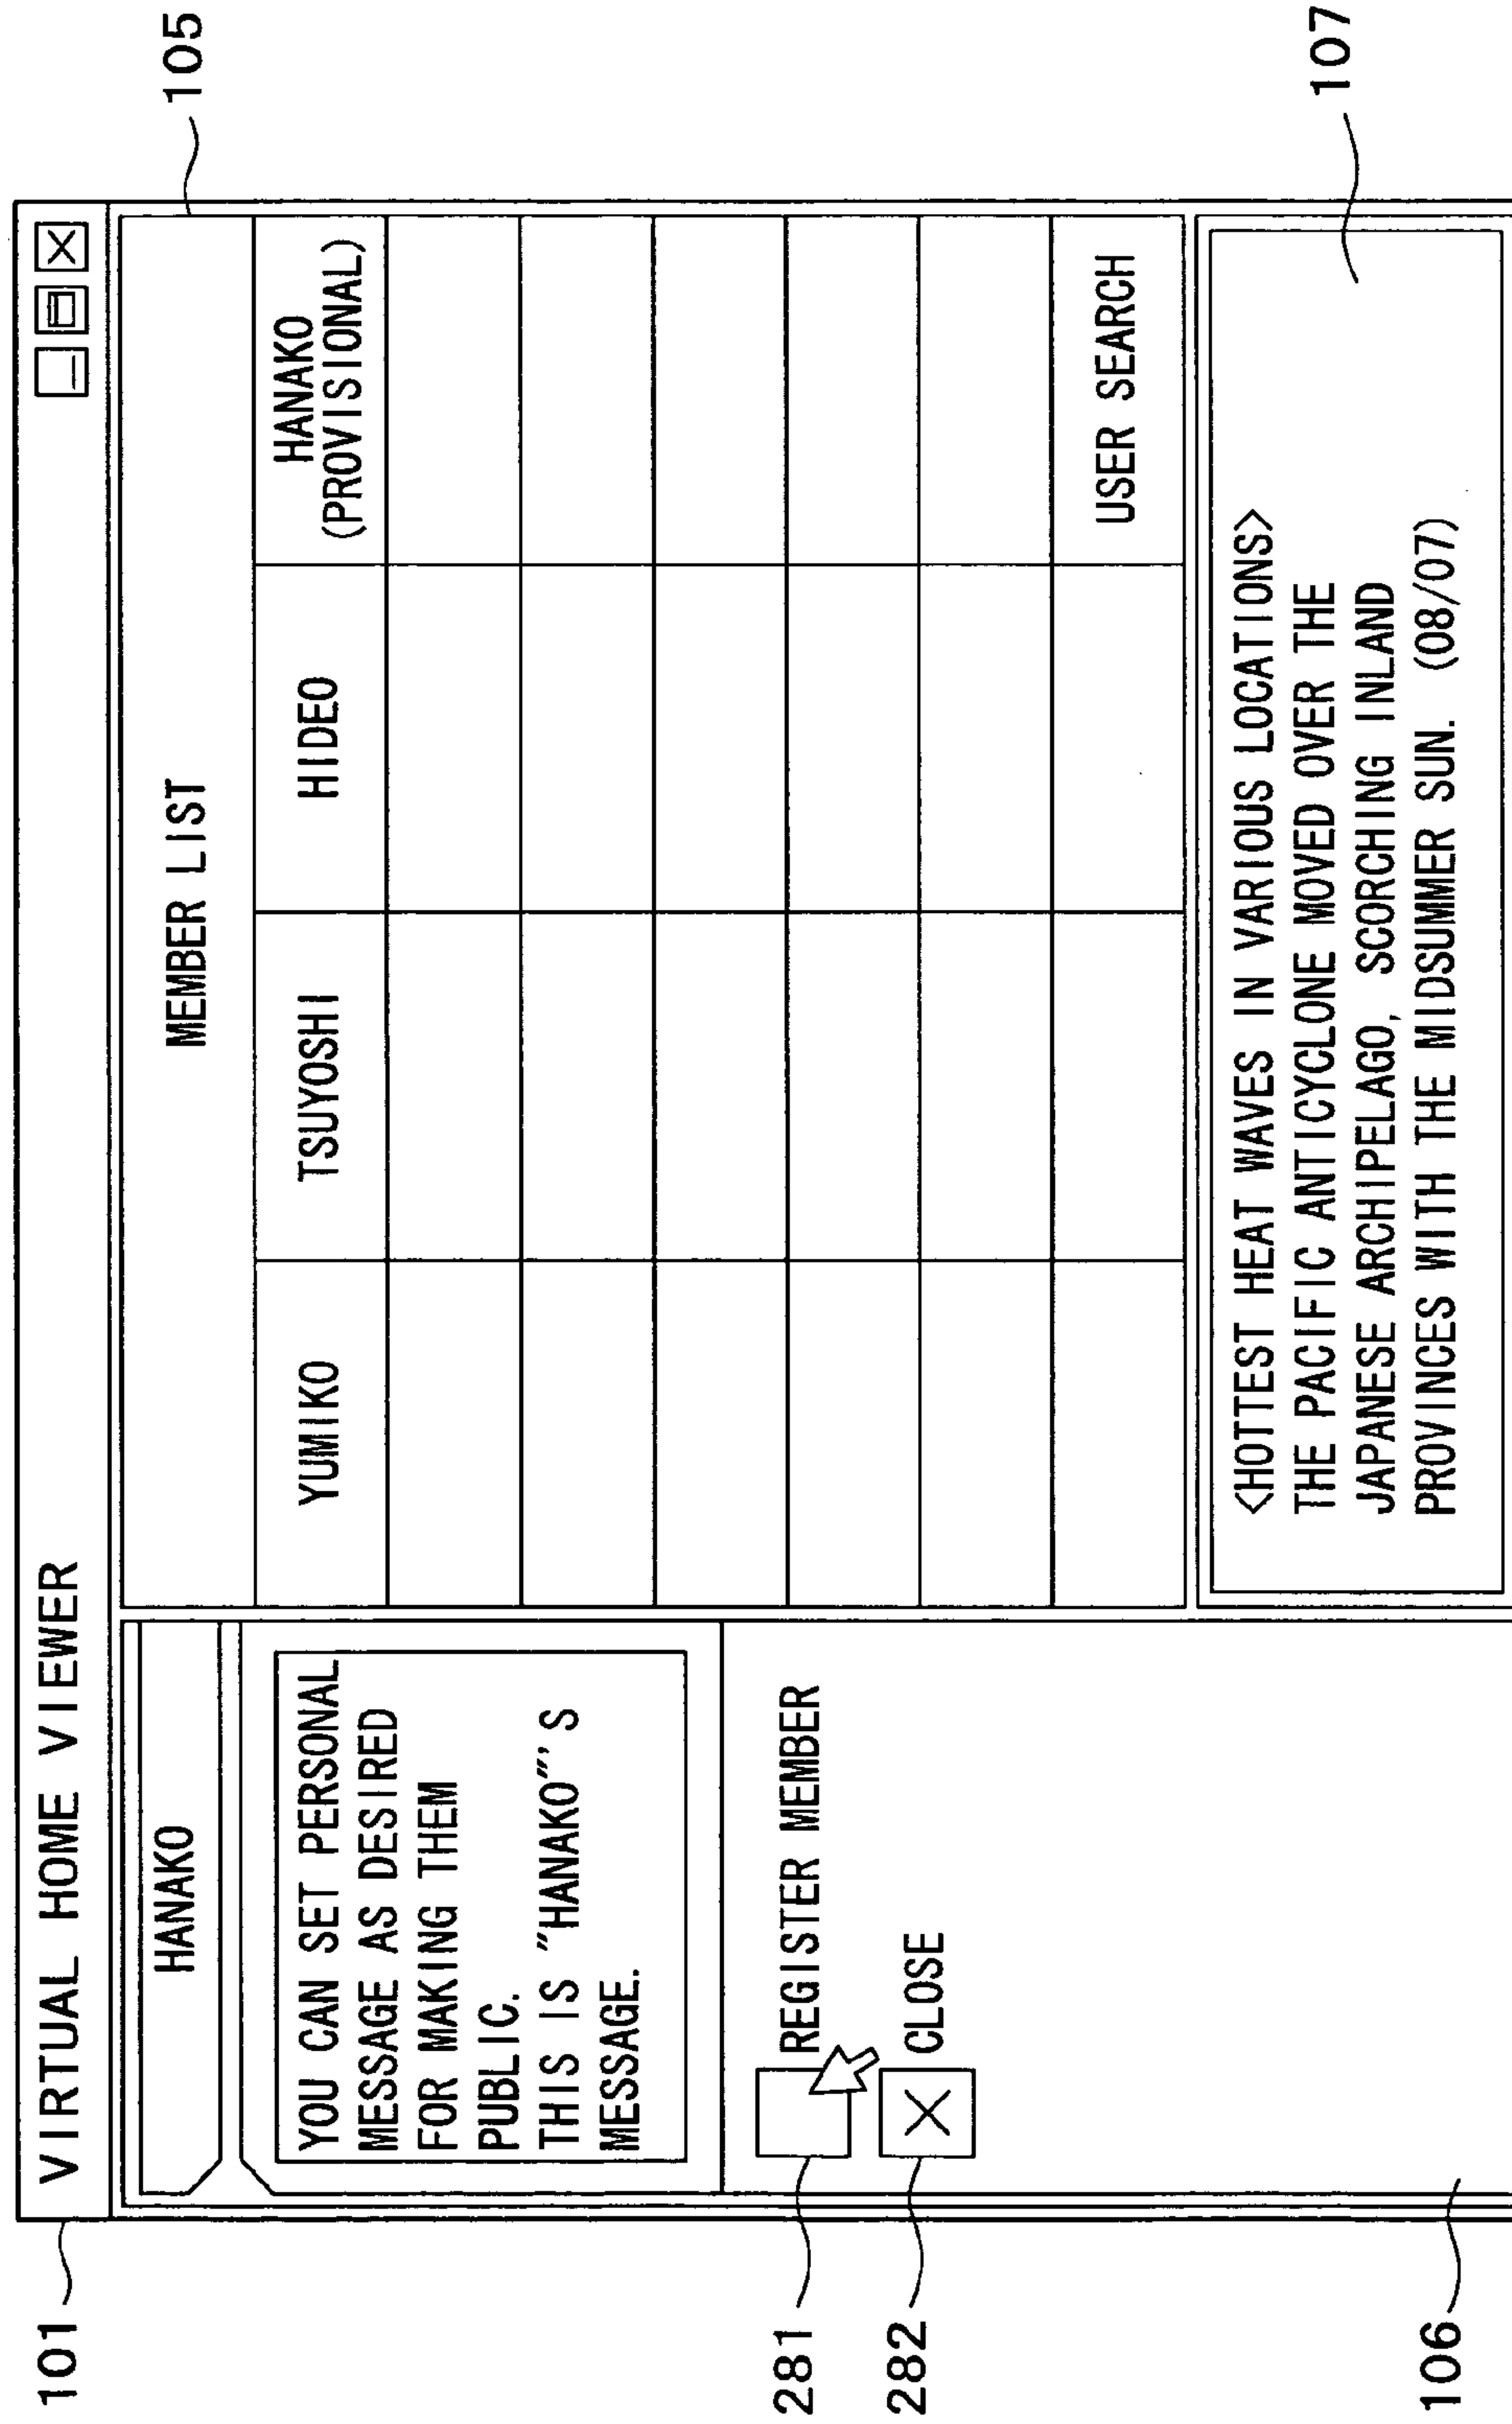 VIRTUAL HOME VIEWER
101
HANAKO
YOU CAN SET PERSONAL
MESSAGE AS DESIRED
FOR MAKING THEM
PUBLIC.
THIS IS "HANAKO"'S
MESSAGE.
281
REGISTER MEMBER
282
CLOSE
106
MEMBER LIST
105
YUMIKO
TSUYOSHI
HIDEO
HANAKO
(PROVISIONAL)
USER SEARCH
<HOTTEST HEAT WAVES IN VARIOUS LOCATIONS>
THE PACIFIC ANTICYCLONE MOVED OVER THE
JAPANESE ARCHIPELAGO, SCORCHING INLAND
PROVINCES WITH THE MIDSUMMER SUN. (08/07)
107